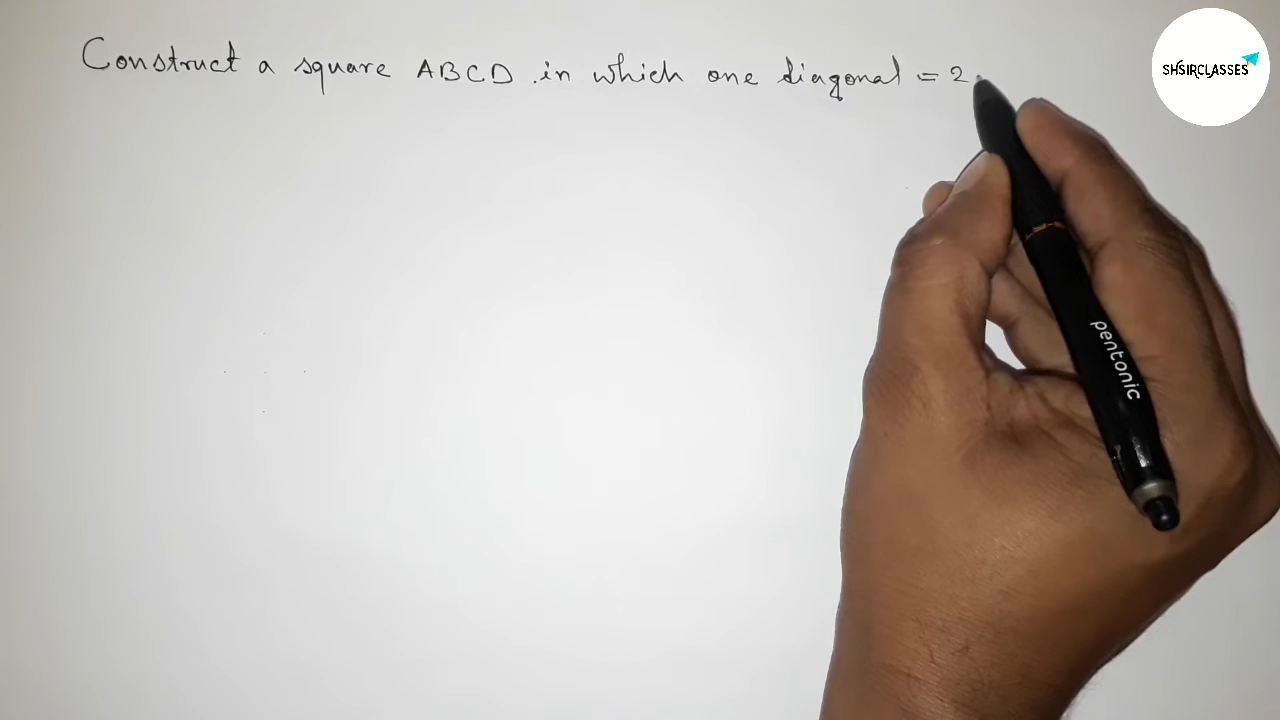 Construct a square ABCD in which one diagonal = 2
SHSIRCLASSES
pentonic